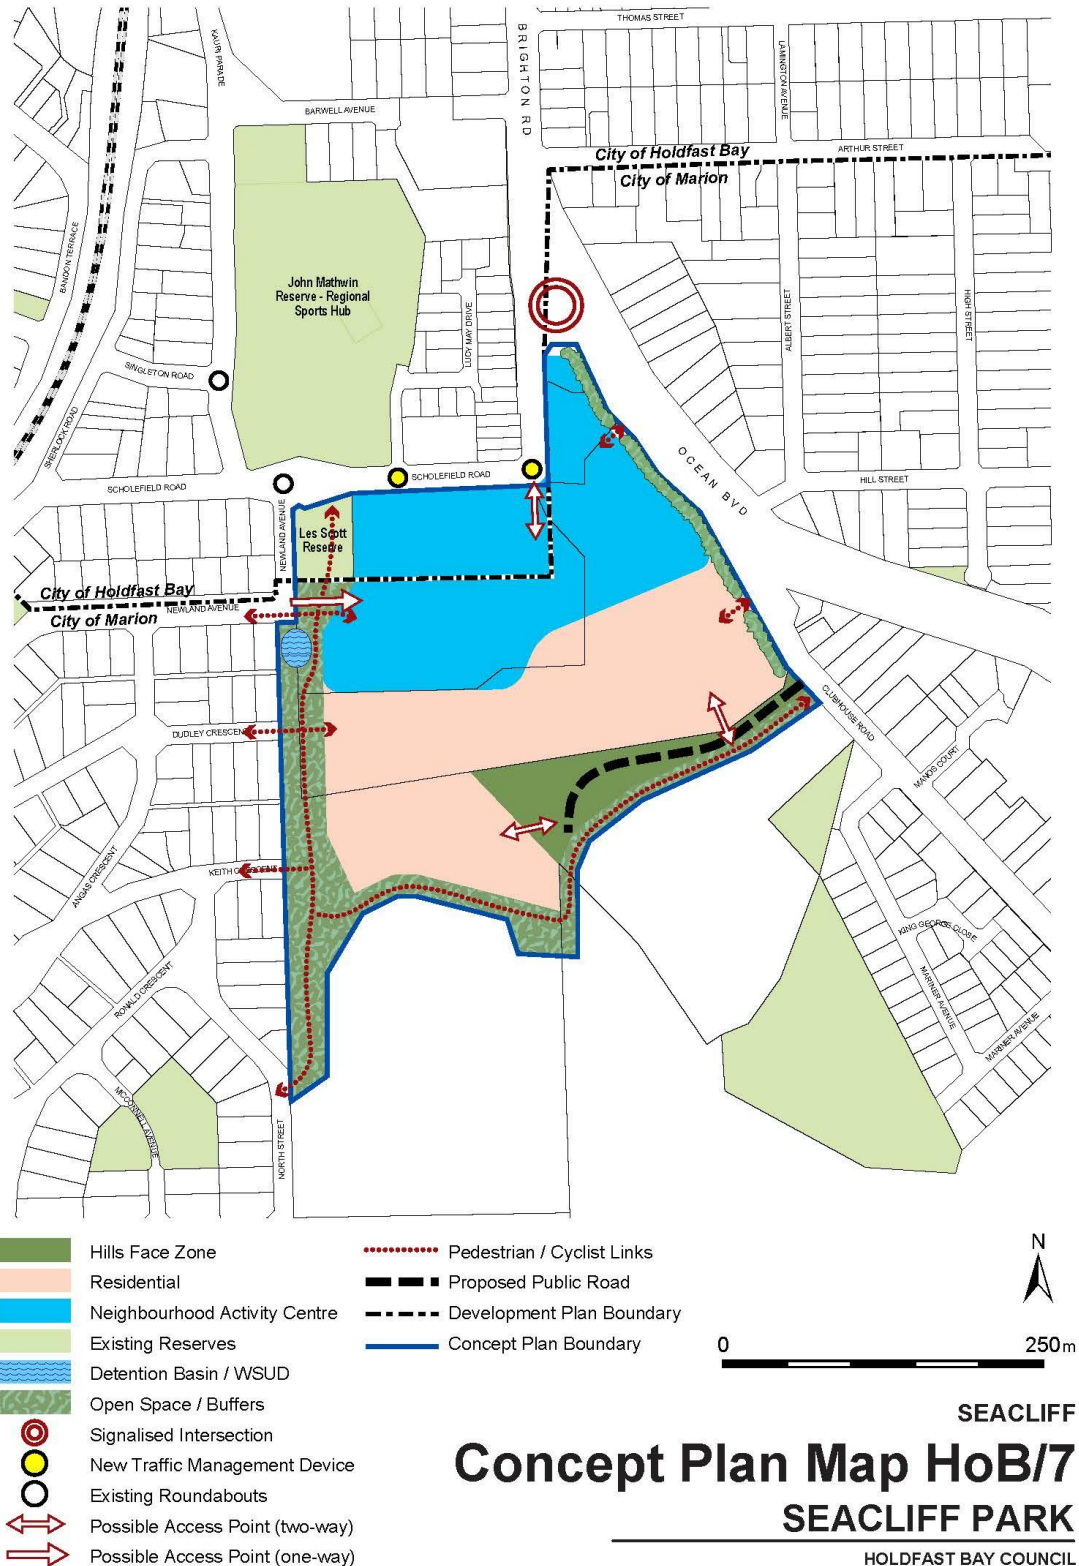 THOMAS STREET
KAURI PARADE
BRIGHTON RD
LAMINGTON AVENUE
BARWELL AVENUE
City of Holdfast Bay
ARTHUR STREET
City of Marion
BANDON TERRACE
John Mathwin
Reserve - Regional
Sports Hub
LUCY MAY DRIVE
ALBERT STREET
HIGH STREET
SINGLETON ROAD
SHERLOCK ROAD
OCEAN BVD
SCHOLEFIELD ROAD
HILL STREET
SCHOLEFIELD ROAD
NEWLAND AVENUE
Les Scott
Reserve
City of Holdfast Bay
NEWLAND AVENUE
City of Marion
CLUBHOUSE ROAD
DUDLEY CRESCENT
MANOS COURT
ANGAS CRESCENT
KEITH CRESCENT
KING GEORGE CLOSE
RONALD CRESCENT
MARINER AVENUE
MARINER AVENUE
MCCONNELL AVENUE
NORTH STREET
Hills Face Zone
Residential
Neighbourhood Activity Centre
Existing Reserves
Detention Basin / WSUD
Open Space / Buffers
Signalised Intersection
New Traffic Management Device
Existing Roundabouts
Possible Access Point (two-way)
Possible Access Point (one-way)
Pedestrian / Cyclist Links
Proposed Public Road
Development Plan Boundary
Concept Plan Boundary
N
0 250m
SEACLIFF
Concept Plan Map HoB/7
SEACLIFF PARK
HOLDFAST BAY COUNCIL